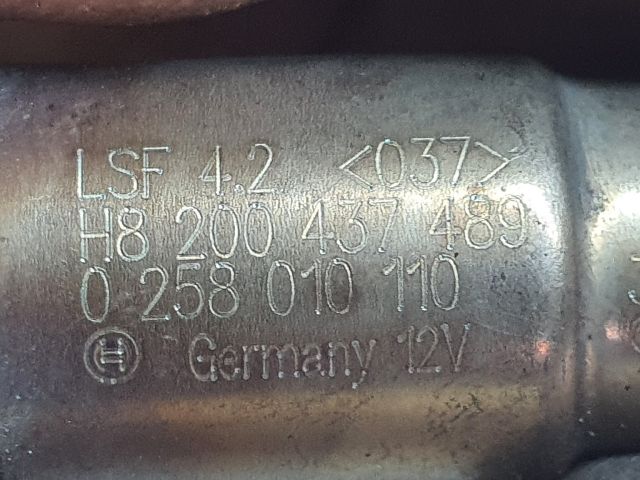 LSF 4.2 <037>
H8 200 437 489
0 258 010 110
H Germany 12V